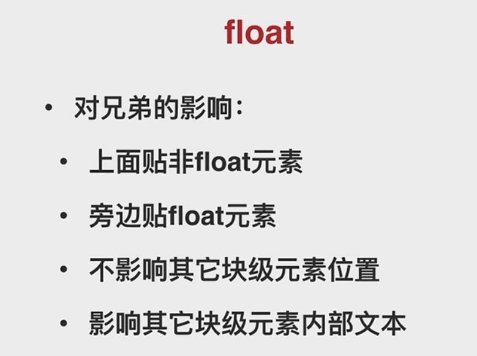 float
• 对兄弟的影响：
• 上面贴非float元素
• 旁边贴float元素
• 不影响其它块级元素位置
• 影响其它块级元素内部文本